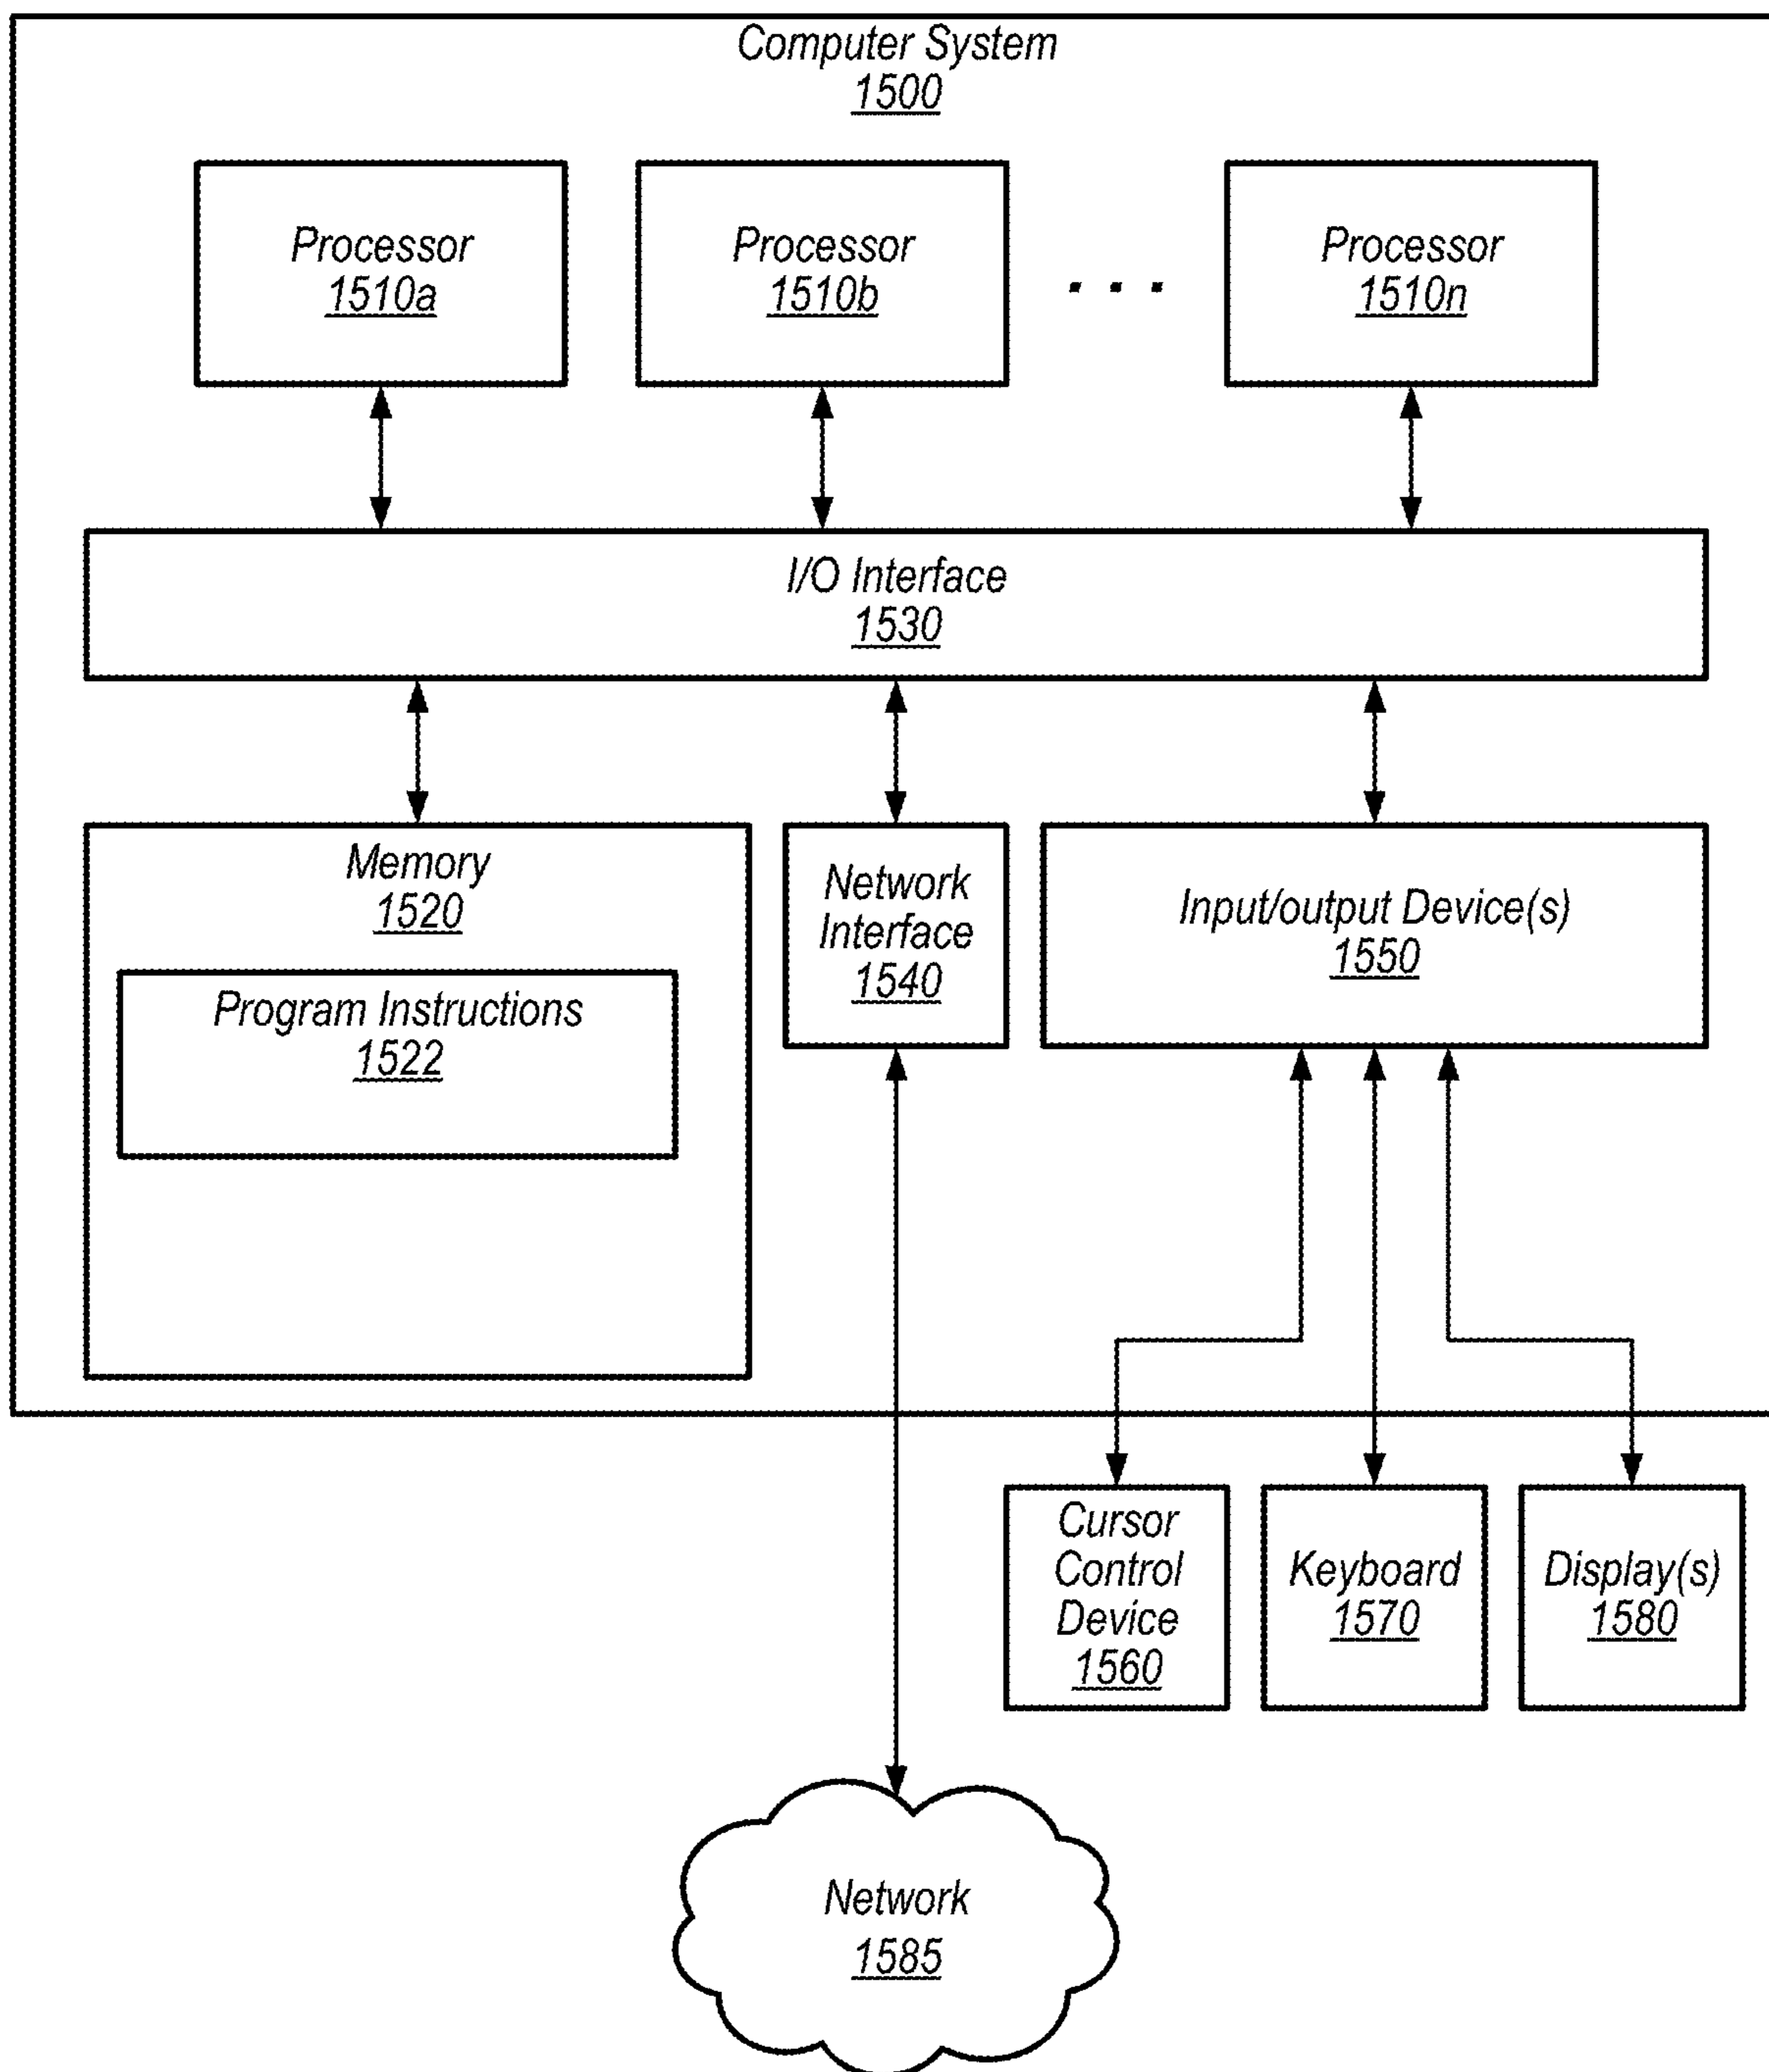 Computer System
1500
Processor
1510a
Processor
1510b
. . .
Processor
1510n
I/O Interface
1530
Memory
1520
Program Instructions
1522
Network
Interface
1540
Input/output Device(s)
1550
Cursor
Control
Device
1560
Keyboard
1570
Display(s)
1580
Network
1585